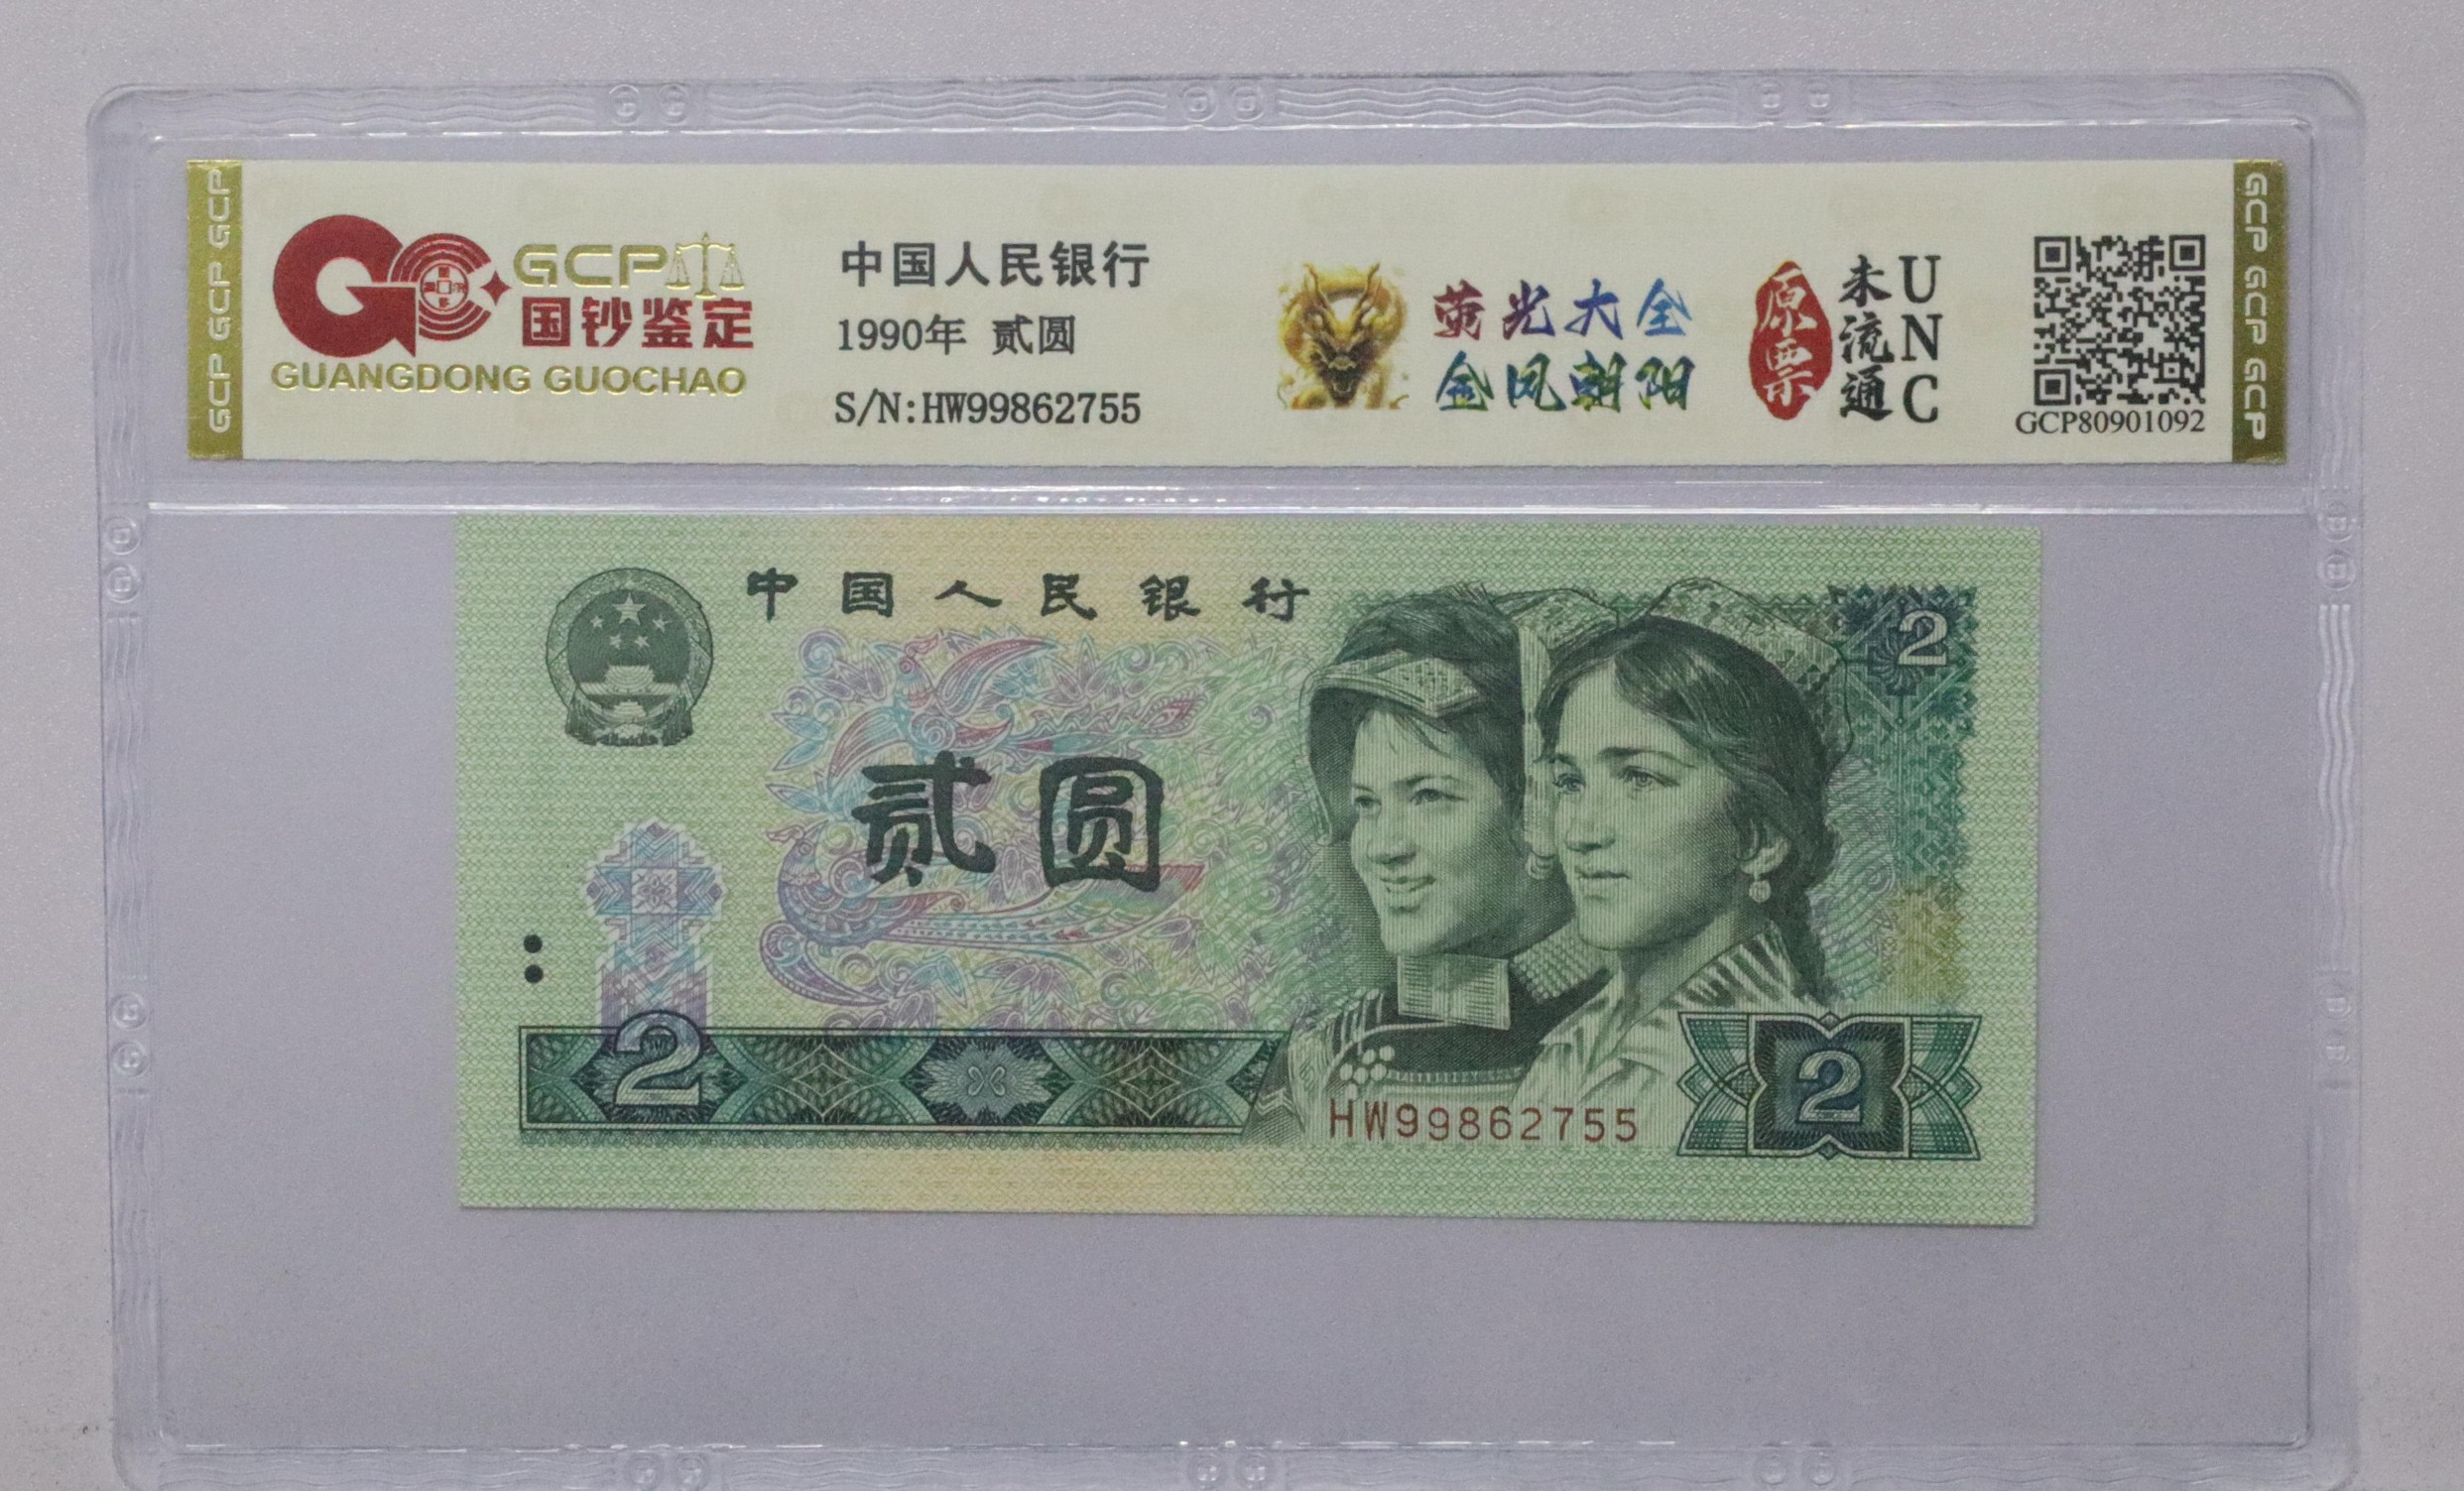 GCP GCP GCP
GCP
国钞鉴定
GUANGDONG GUOCHAO
中国人民银行
1990年 贰圆
S/N:HW99862755
荧光大全
金凤朝阳
原票
未流通
UNC
GCP80901092
GCP GCP GCP
中国人民银行
2
贰圆
2
HW99862755
2